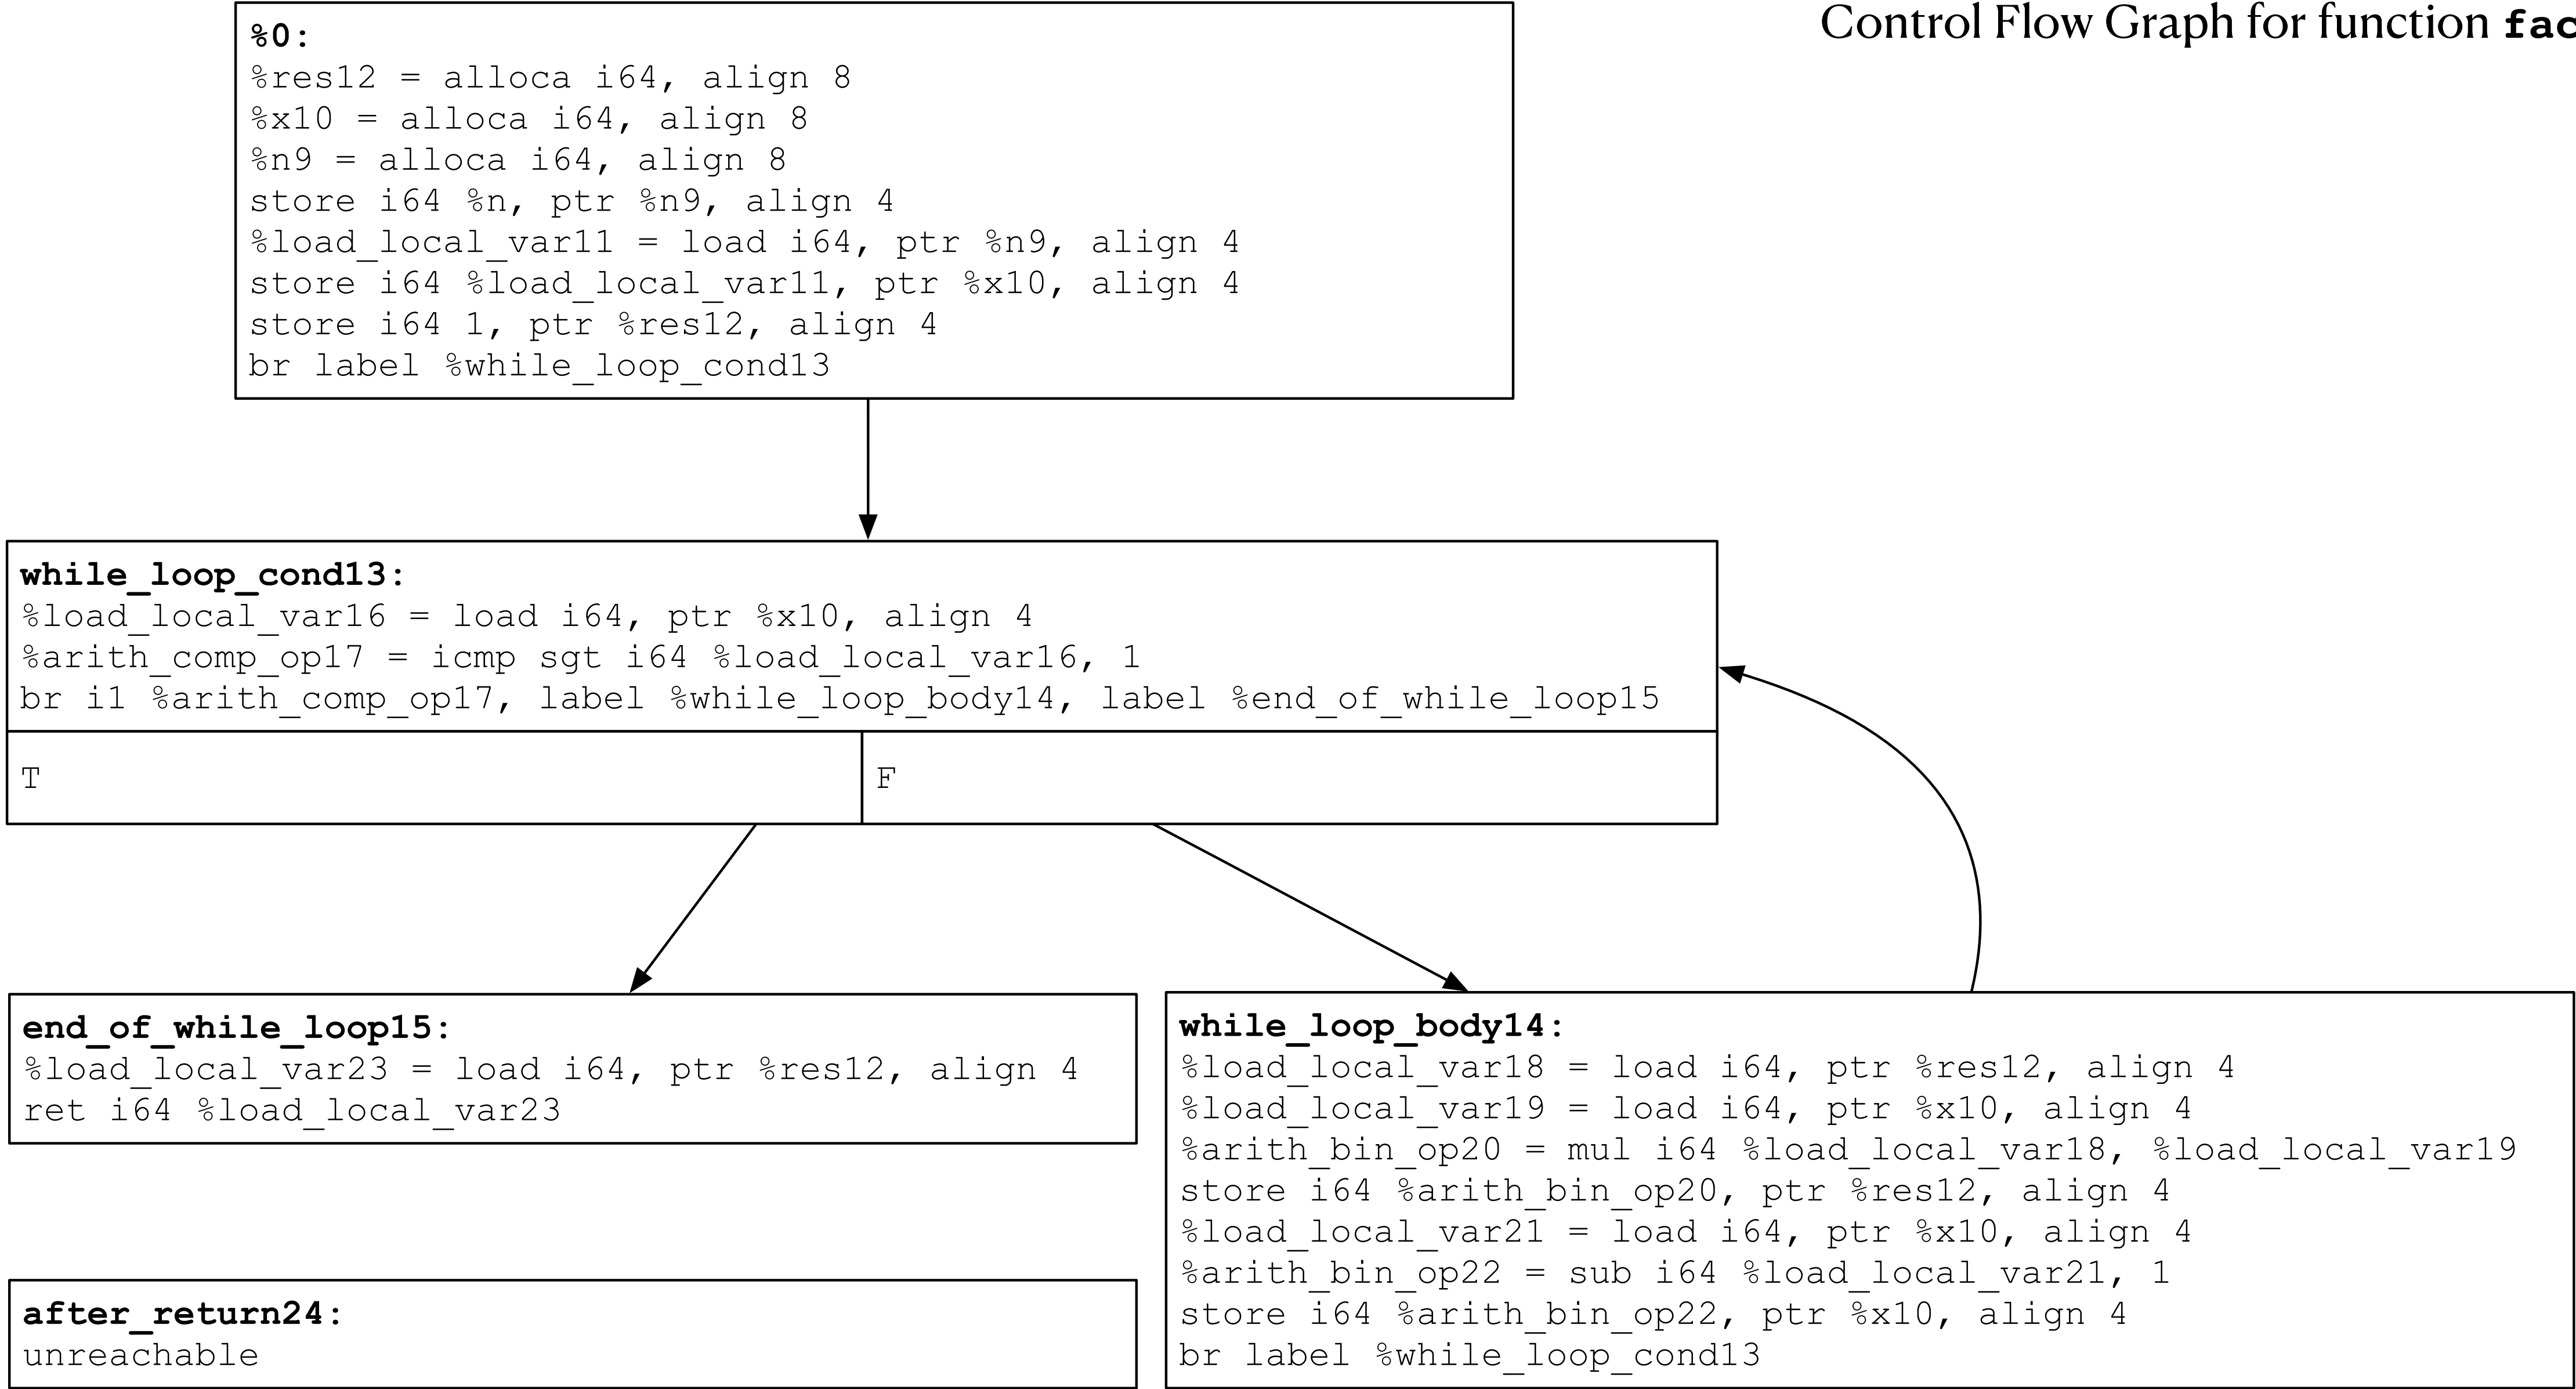 Control Flow Graph for function fac
%0:
%res12 = alloca i64, align 8
%x10 = alloca i64, align 8
%n9 = alloca i64, align 8
store i64 %n, ptr %n9, align 4
%load_local_var11 = load i64, ptr %n9, align 4
store i64 %load_local_var11, ptr %x10, align 4
store i64 1, ptr %res12, align 4
br label %while_loop_cond13
while_loop_cond13:
%load_local_var16 = load i64, ptr %x10, align 4
%arith_comp_op17 = icmp sgt i64 %load_local_var16, 1
br i1 %arith_comp_op17, label %while_loop_body14, label %end_of_while_loop15
T
F
end_of_while_loop15:
%load_local_var23 = load i64, ptr %res12, align 4
ret i64 %load_local_var23
while_loop_body14:
%load_local_var18 = load i64, ptr %res12, align 4
%load_local_var19 = load i64, ptr %x10, align 4
%arith_bin_op20 = mul i64 %load_local_var18, %load_local_var19
store i64 %arith_bin_op20, ptr %res12, align 4
%load_local_var21 = load i64, ptr %x10, align 4
%arith_bin_op22 = sub i64 %load_local_var21, 1
store i64 %arith_bin_op22, ptr %x10, align 4
br label %while_loop_cond13
after_return24:
unreachable